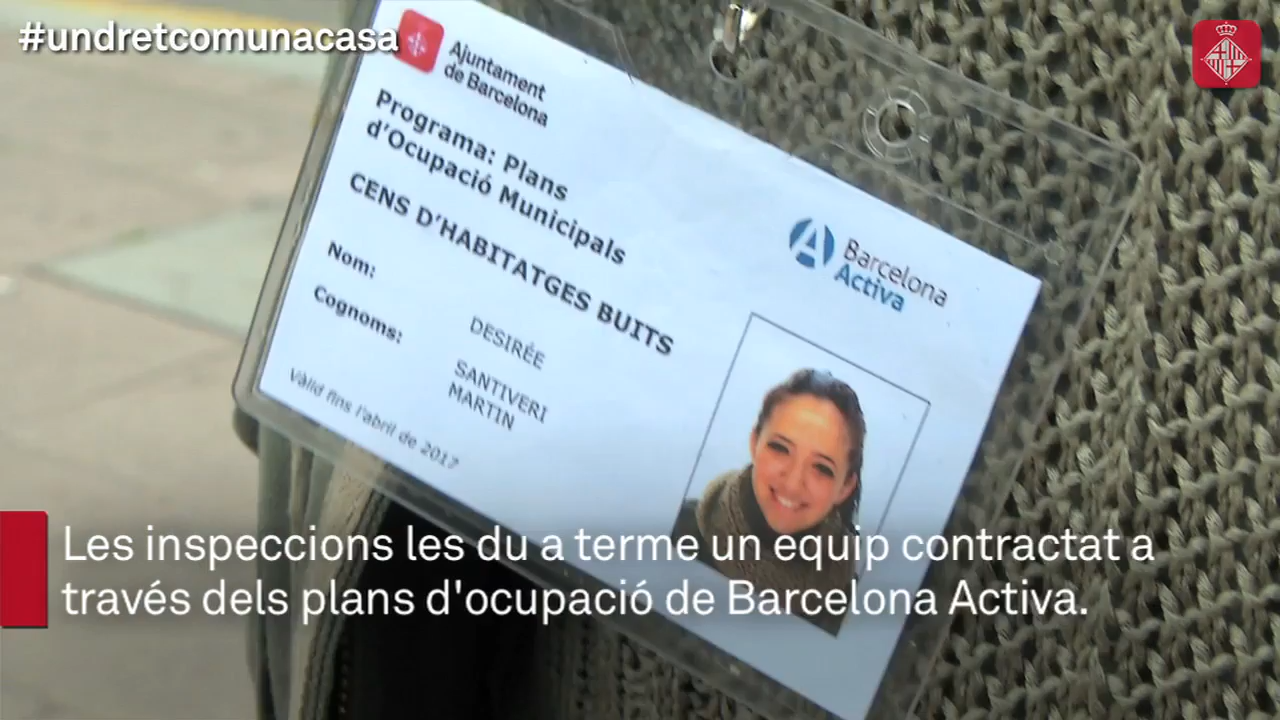 #undretcomunacasa
Ajuntament
de Barcelona
Programa: Plans
d'Ocupació Municipals
CENS D'HABITATGES BUITS
Barcelona
Activa
Nom:
DESIRÉE
Cognoms:
SANTIVERI
MARTIN
Vàlid fins l'abril de 2017
Les inspeccions les du a terme un equip contractat a
través dels plans d'ocupació de Barcelona Activa.